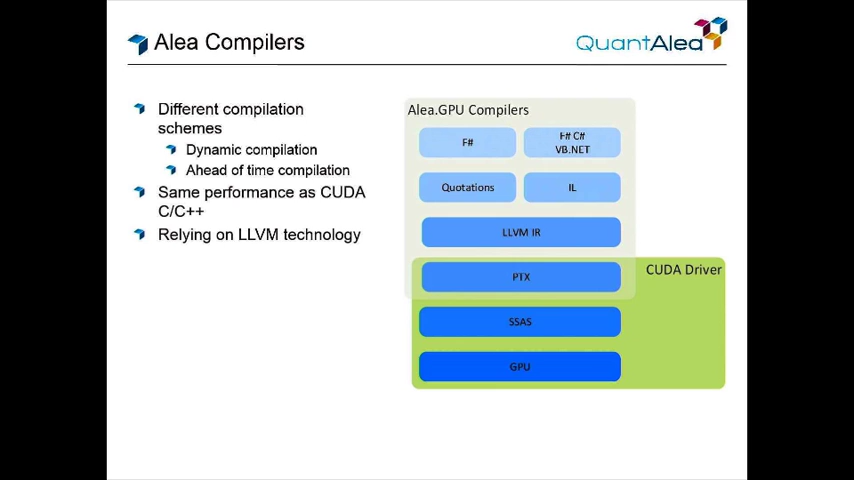 Alea Compilers
QuantAlea
Different compilation
schemes
Dynamic compilation
Ahead of time compilation
Same performance as CUDA
C/C++
Relying on LLVM technology
Alea.GPU Compilers
F#
F# C#
VB.NET
Quotations
IL
LLVM IR
PTX
CUDA Driver
SSAS
GPU